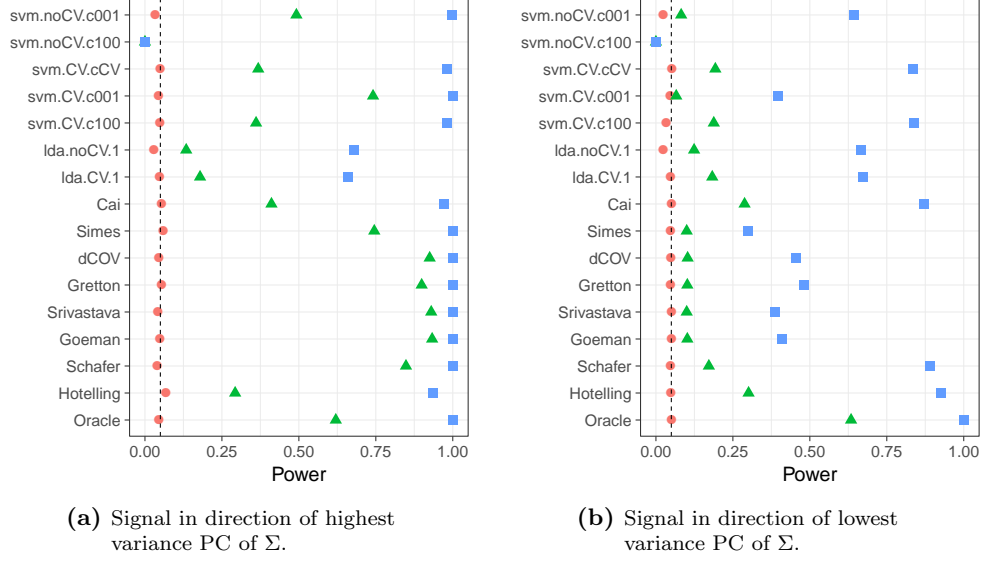 svm.noCV.c001
svm.noCV.c100
svm.CV.cCV
svm.CV.c001
svm.CV.c100
lda.noCV.1
lda.CV.1
Cai
Simes
dCOV
Gretton
Srivastava
Goeman
Schafer
Hotelling
Oracle
0.00 0.25 0.50 0.75 1.00
Power
(a) Signal in direction of highest
variance PC of Σ.
svm.noCV.c001
svm.noCV.c100
svm.CV.cCV
svm.CV.c001
svm.CV.c100
lda.noCV.1
lda.CV.1
Cai
Simes
dCOV
Gretton
Srivastava
Goeman
Schafer
Hotelling
Oracle
0.00 0.25 0.50 0.75 1.00
Power
(b) Signal in direction of lowest
variance PC of Σ.